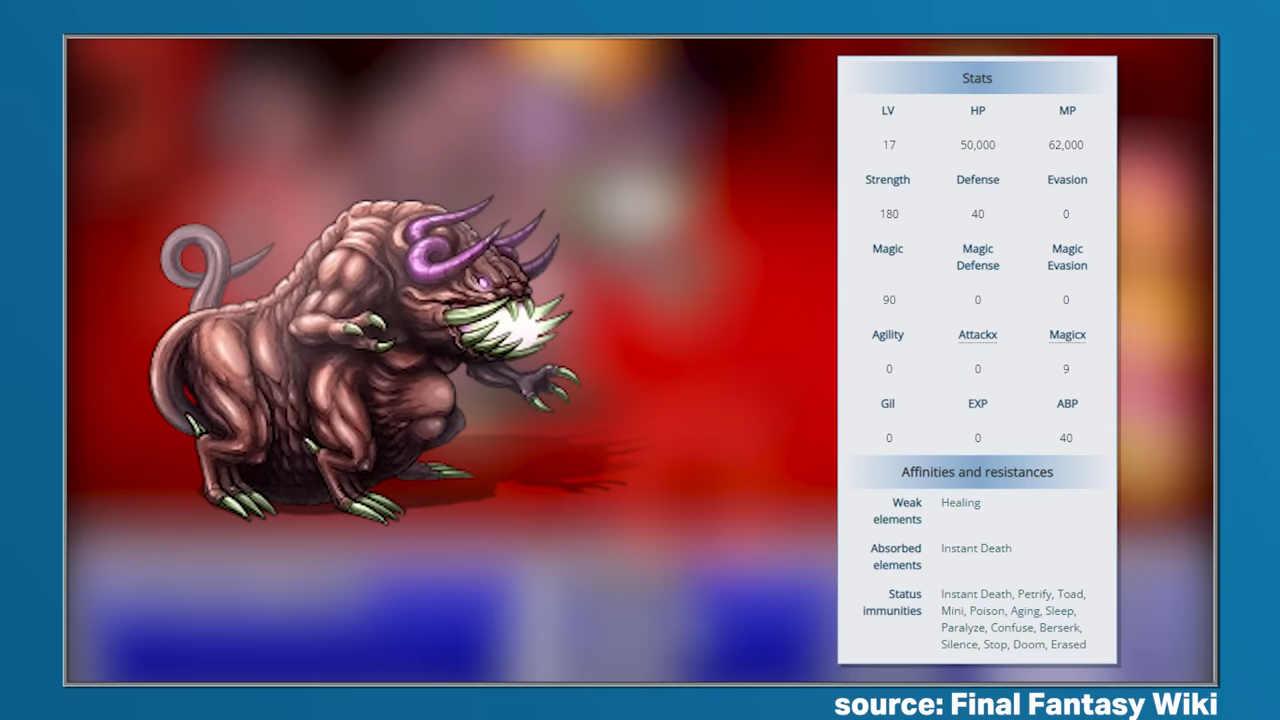 Stats
LV HP MP
17 50,000 62,000
Strength Defense Evasion
180 40 0
Magic Magic Defense Magic Evasion
90 0 0
Agility Attackx Magicx
0 0 9
Gil EXP ABP
0 0 40
Affinities and resistances
Weak elements Healing
Absorbed elements Instant Death
Status immunities Instant Death, Petrify, Toad,
Mini, Poison, Aging, Sleep,
Paralyze, Confuse, Berserk,
Silence, Stop, Doom, Erased
source: Final Fantasy Wiki